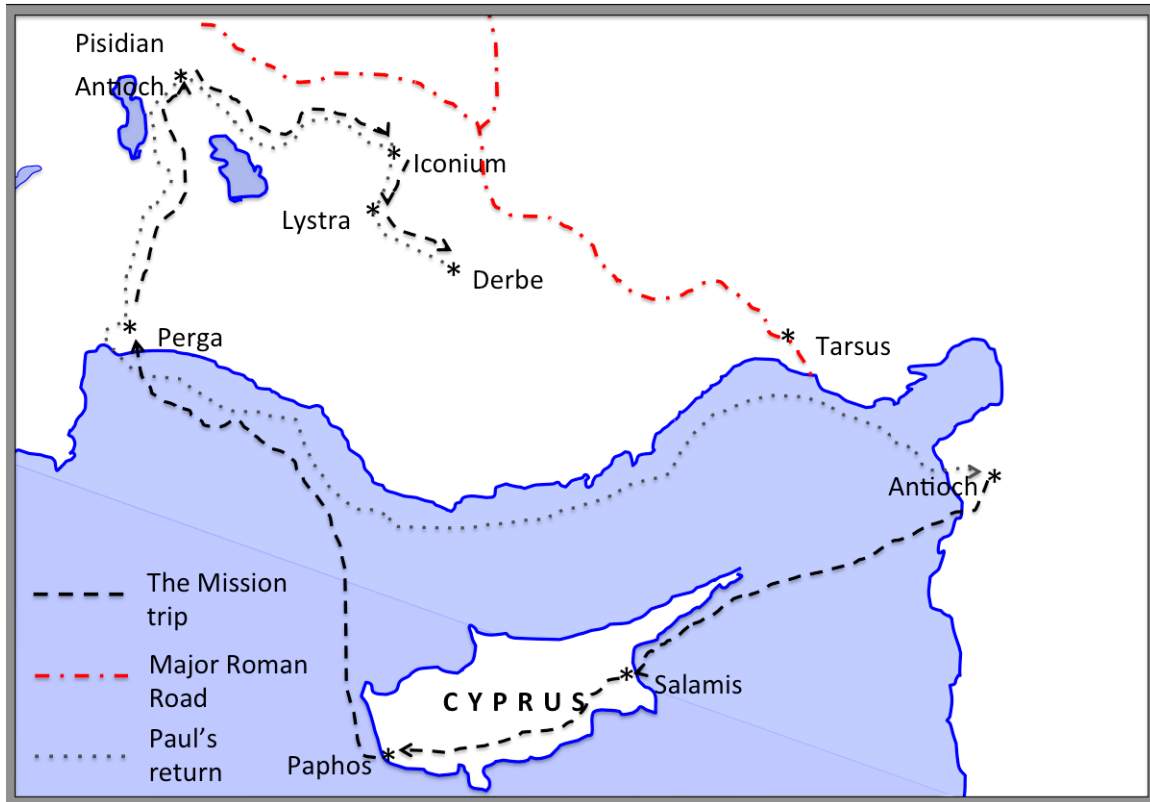 Pisidian
Antioch
Iconium
Lystra
Derbe
Perga
Tarsus
Antioch
The Mission
trip
Major Roman
Road
Paul's
return
CYPRUS
Salamis
Paphos